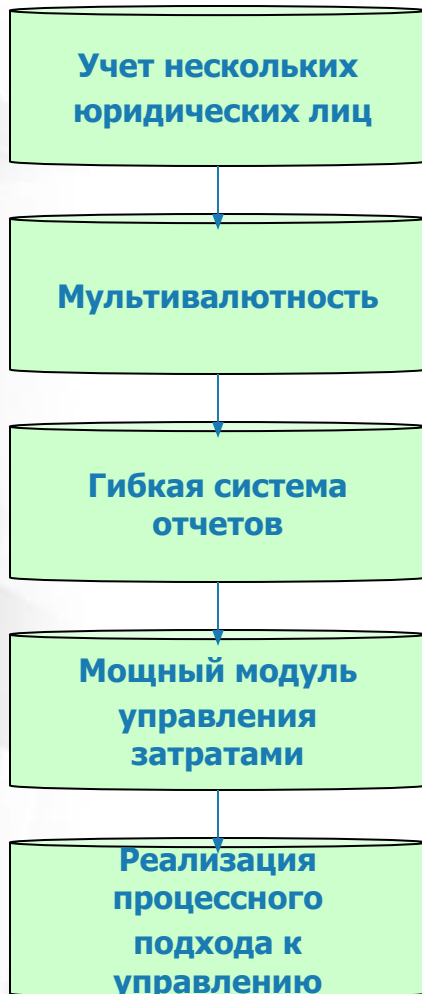 Учет нескольких
юридических лиц
Мультивалютность
Гибкая система
отчетов
Мощный модуль
управления
затратами
Реализация
процессного
подхода к
управлению